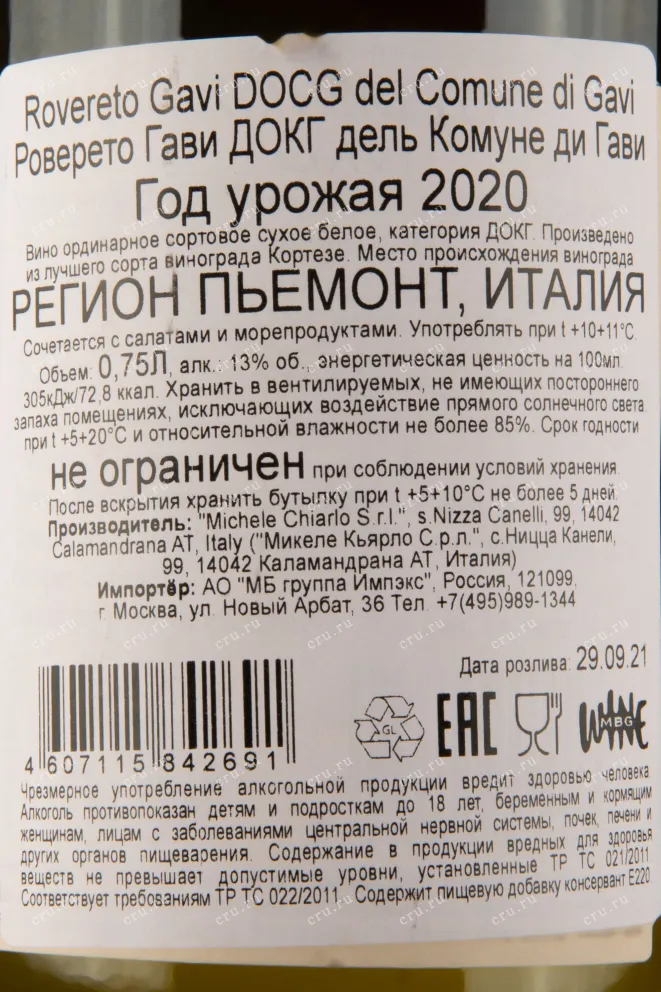 Rovereto Gavi DOCG del Comune di Gavi
Роверето Гави ДОКГ дель Комуне ди Гави
Год урожая 2020
Вино ординарное сортовое сухое белое, категория ДОКГ. Произведено
из лучшего сорта винограда Кортезе. Место происхождения винограда
РЕГИОН ПЬЕМОНТ, ИТАЛИЯ
Сочетается с салатами и морепродуктами. Употреблять при t +10+11°C.
Объем: 0,75Л, алк.: 13% об., энергетическая ценность на 100мл:
305кДж/72,8 ккал. Хранить в вентилируемых, не имеющих постороннего
запаха помещениях, исключающих воздействие прямого солнечного света
при t +5+20°C и относительной влажности не более 85%. Срок годности
не ограничен при соблюдении условий хранения.
После вскрытия хранить бутылку при t +5+10°C не более 5 дней.
Производитель: "Michele Chiarlo S.r.l.", s.Nizza Canelli, 99, 14042
Calamandrana AT, Italy ("Микеле Кьярло С.р.л.", с.Ницца Канели,
99, 14042 Каламандрана АТ, Италия)
Импортёр: АО "МБ группа Импэкс", Россия, 121099,
г. Москва, ул. Новый Арбат, 36 Тел. +7(495)989-1344
Дата розлива: 29.09.21
GL EAC WINE MBG
4 607115 842691
Чрезмерное употребление алкогольной продукции вредит здоровью человека
Алкоголь противопоказан детям и подросткам до 18 лет, беременным и кормящим
женщинам, лицам с заболеваниями центральной нервной системы, почек, печени и
других органов пищеварения. Содержание в продукции вредных для здоровья
веществ не превышает допустимые уровни, установленные ТР ТС 021/2011.
Соответствует требованиям ТР ТС 022/2011. Содержит пищевую добавку консервант Е220